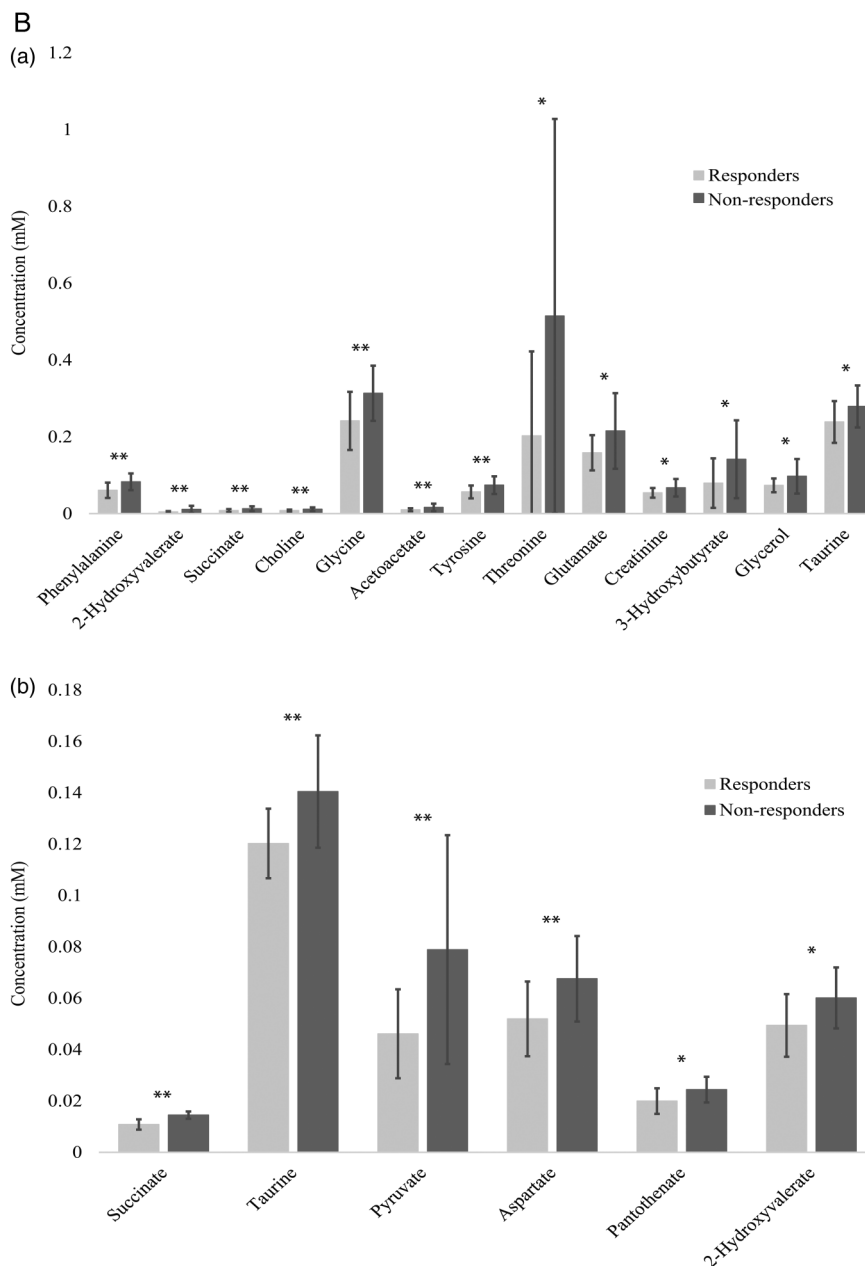 B
(a)
1.2
1
0.8
0.6
0.4
0.2
0
Concentration (mM)
Responders
Non-responders
**
**
**
**
**
**
**
*
*
*
*
*
*
Phenylalanine
2-Hydroxyvalerate
Succinate
Choline
Glycine
Acetoacetate
Tyrosine
Threonine
Glutamate
Creatinine
3-Hydroxybutyrate
Glycerol
Taurine
(b)
0.18
0.16
0.14
0.12
0.1
0.08
0.06
0.04
0.02
0
Concentration (mM)
Responders
Non-responders
**
**
**
**
*
*
Succinate
Taurine
Pyruvate
Aspartate
Pantothenate
2-Hydroxyvalerate